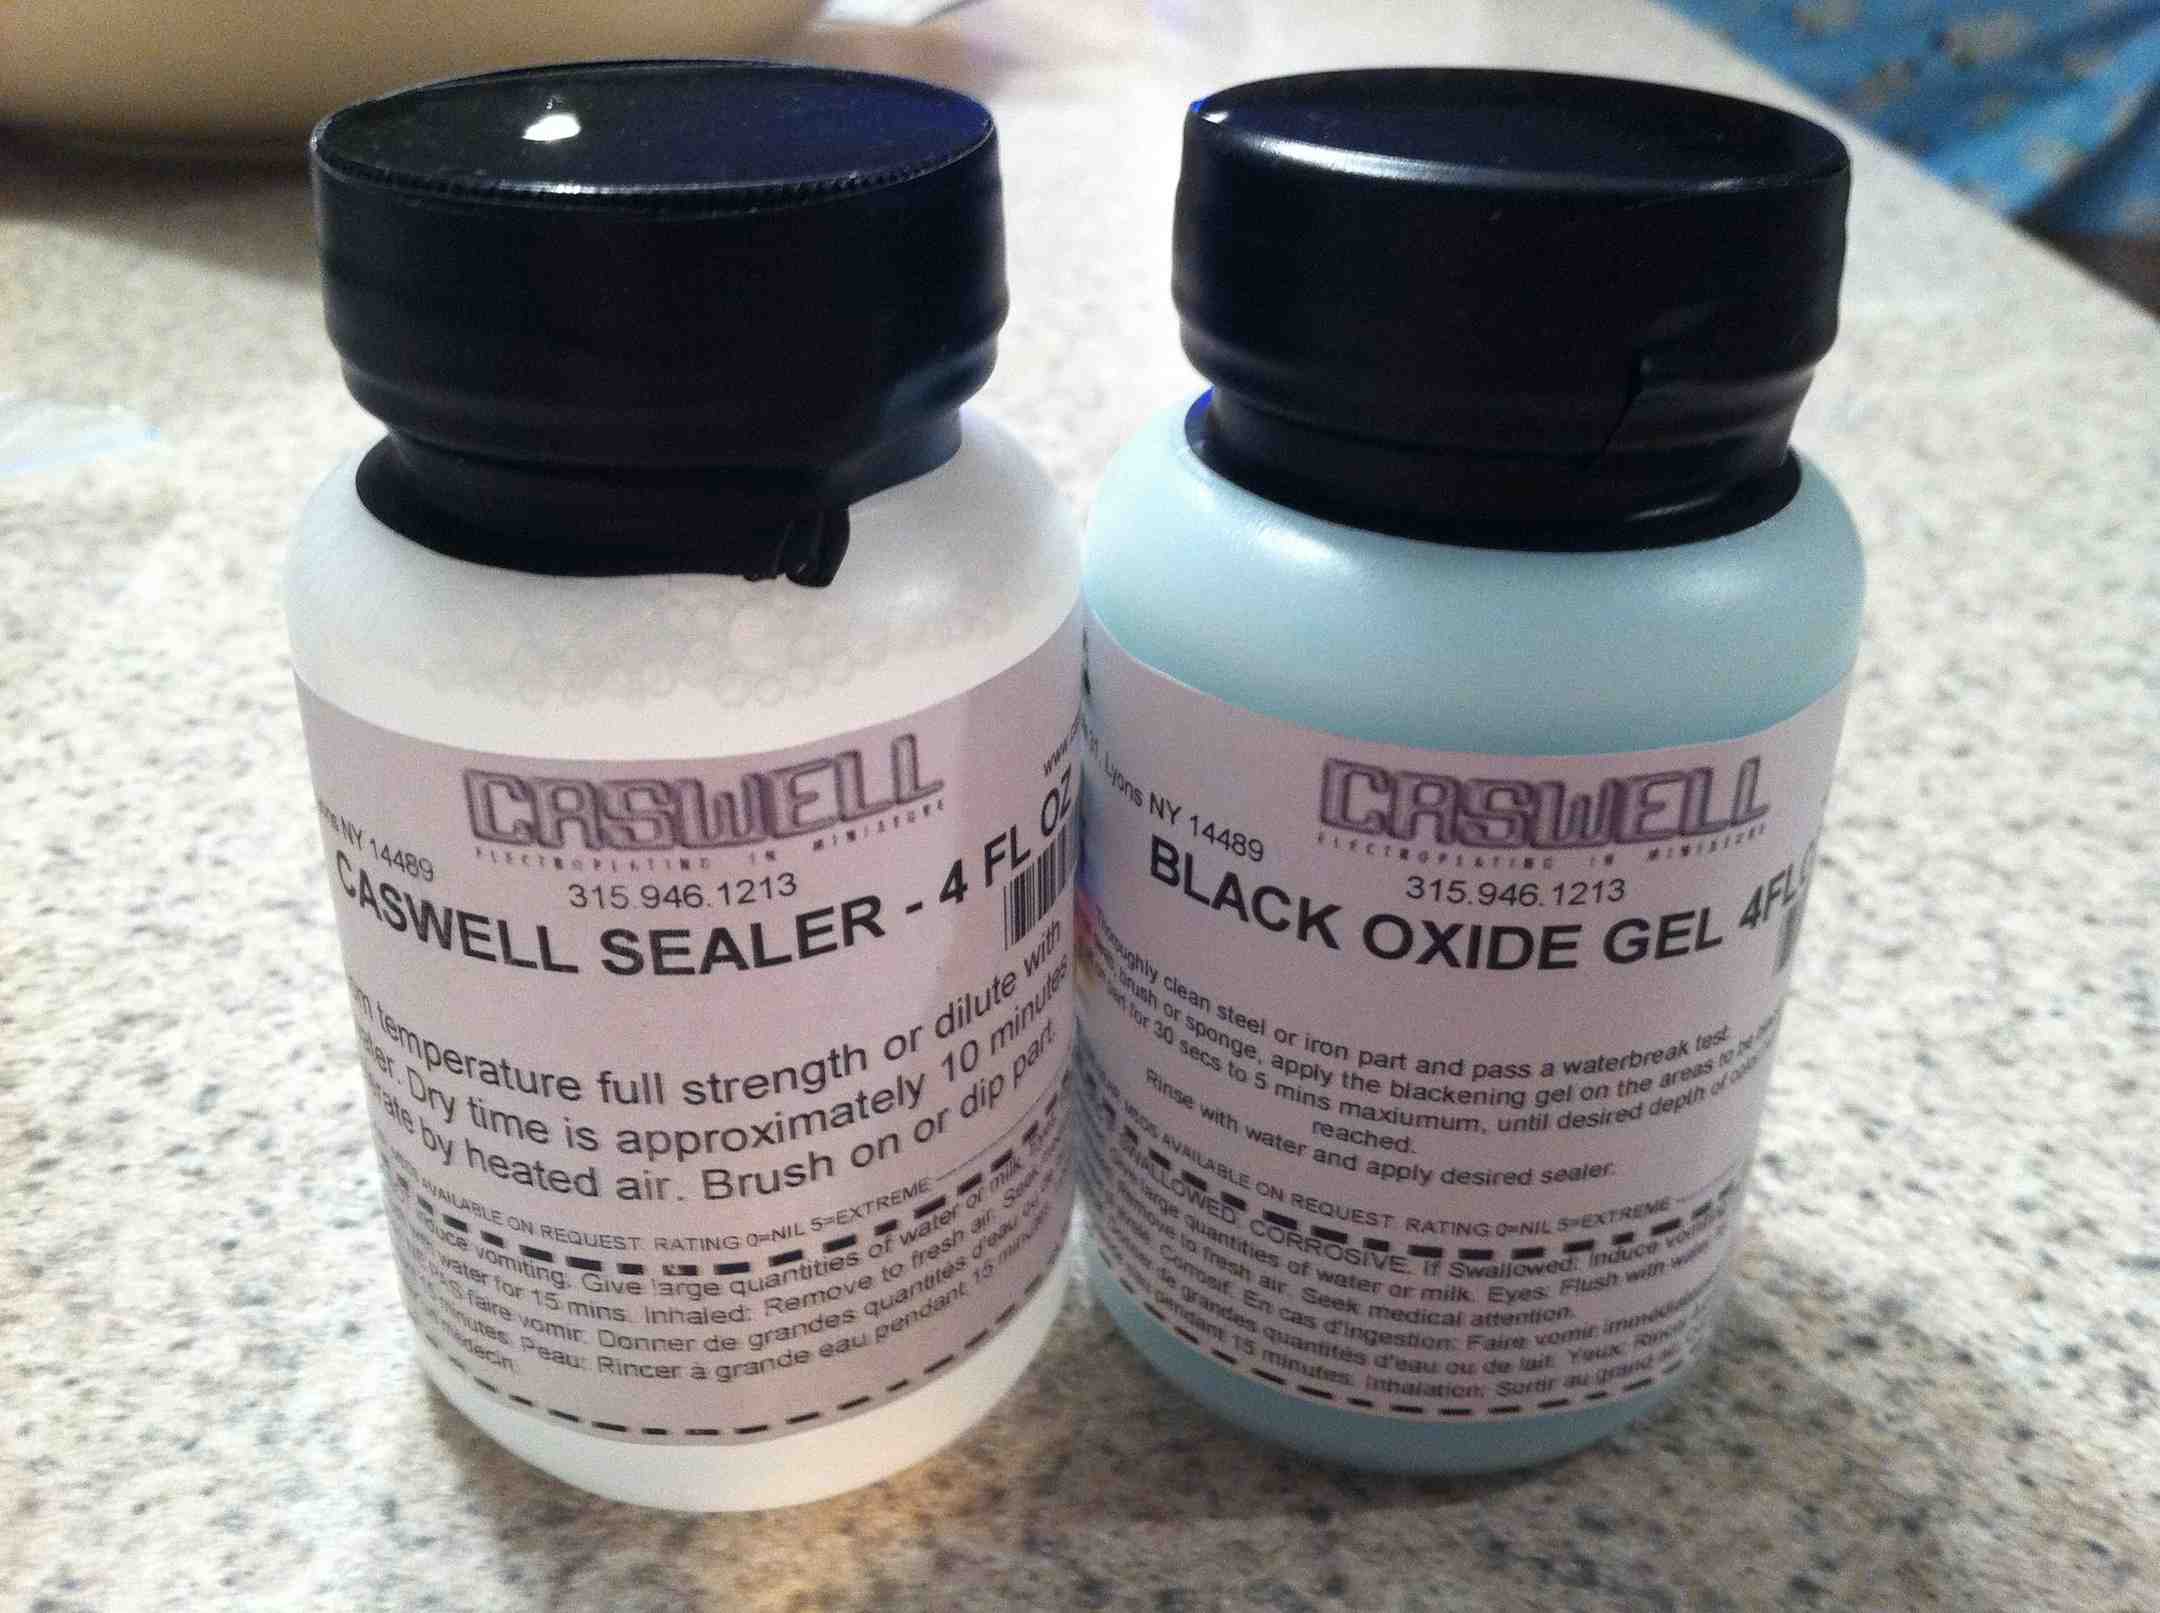 CASWELL
ELECTROPLATING IN MINIATURE
NY 14489
315.946.1213
CASWELL SEALER - 4 FL OZ
temperature full strength or dilute with
Dry time is approximately 10 minutes
by heated air. Brush on or dip part.
AVAILABLE ON REQUEST. RATING 0=NIL 5=EXTREME
vomiting. Give large quantities of water or milk.
water for 15 mins. Inhaled: Remove to fresh air. Seek
PAS faire vomir. Donner de grandes quantités d'eau ou
Peau: Rincer à grande eau pendant 15 minutes.
CASWELL
ELECTROPLATING IN MINIATURE
Lyons NY 14489
315.946.1213
BLACK OXIDE GEL 4FL
clean steel or iron part and pass a waterbreak test.
brush or sponge, apply the blackening gel on the areas to be
for 30 secs to 5 mins maxiumum, until desired depth of
reached.
Rinse with water and apply desired sealer.
AVAILABLE ON REQUEST RATING 0=NIL 5=EXTREME
SWALLOWED. CORROSIVE. If Swallowed: Induce
large quantities of water or milk. Eyes: Flush with water
Remove to fresh air. Seek medical attention.
Corrosif. En cas d'ingestion: Faire vomir
de grandes quantités d'eau ou de lait. Yeux:
pendant 15 minutes. Inhalation: Sortir au grand